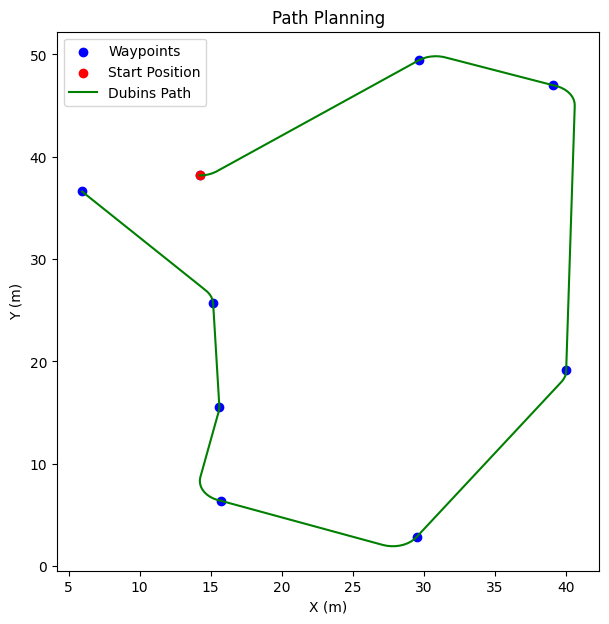 Path Planning
Waypoints
Start Position
Dubins Path
Y (m)
50
40
30
20
10
0
5 10 15 20 25 30 35 40
X (m)